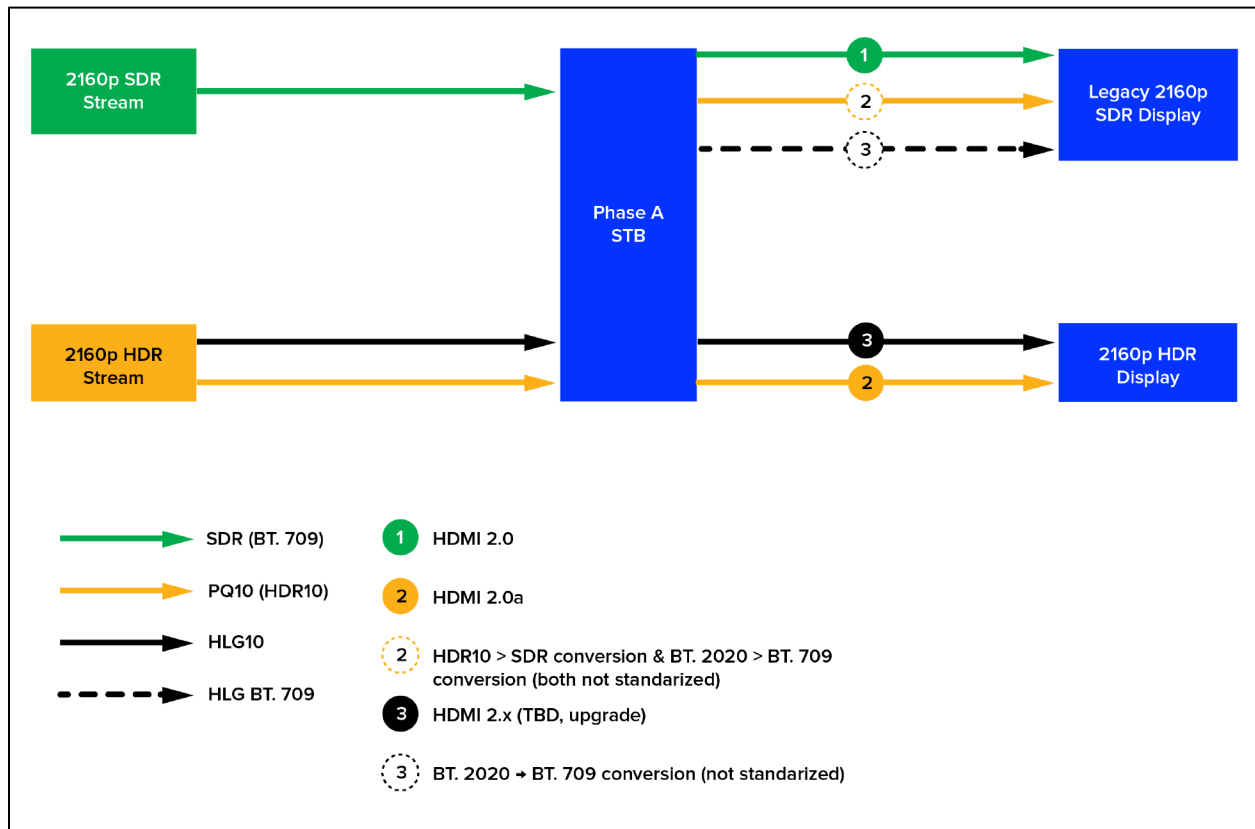 2160p SDR
Stream
1
2
3
Legacy 2160p
SDR Display
Phase A
STB
2160p HDR
Stream
3
2
2160p HDR
Display
SDR (BT. 709)
1 HDMI 2.0
PQ10 (HDR10)
2 HDMI 2.0a
HLG10
2 HDR10 > SDR conversion & BT. 2020 > BT. 709
conversion (both not standarized)
HLG BT. 709
3 HDMI 2.x (TBD, upgrade)
3 BT. 2020 → BT. 709 conversion (not standarized)